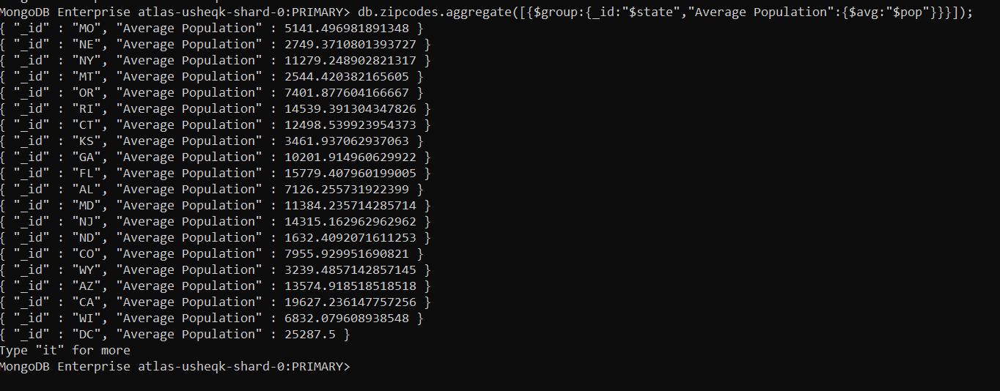 MongoDB Enterprise atlas-usheqk-shard-0:PRIMARY> db.zipcodes.aggregate([{$group:{_id:"$state","Average Population":{$avg:"$pop"}}}]);
{ "_id" : "MO", "Average Population" : 5141.496981891348 }
{ "_id" : "NE", "Average Population" : 2749.3710801393727 }
{ "_id" : "NY", "Average Population" : 11279.248902821317 }
{ "_id" : "MT", "Average Population" : 2544.420382165605 }
{ "_id" : "OR", "Average Population" : 7401.877604166667 }
{ "_id" : "RI", "Average Population" : 14539.391304347826 }
{ "_id" : "CT", "Average Population" : 12498.539923954373 }
{ "_id" : "KS", "Average Population" : 3461.937062937063 }
{ "_id" : "GA", "Average Population" : 10201.914960629922 }
{ "_id" : "FL", "Average Population" : 15779.407960199005 }
{ "_id" : "AL", "Average Population" : 7126.255731922399 }
{ "_id" : "MD", "Average Population" : 11384.235714285714 }
{ "_id" : "NJ", "Average Population" : 14315.162962962962 }
{ "_id" : "ND", "Average Population" : 1632.4092071611253 }
{ "_id" : "CO", "Average Population" : 7955.929951690821 }
{ "_id" : "WY", "Average Population" : 3239.4857142857145 }
{ "_id" : "AZ", "Average Population" : 13574.918518518518 }
{ "_id" : "CA", "Average Population" : 19627.236147757256 }
{ "_id" : "WI", "Average Population" : 6832.079608938548 }
{ "_id" : "DC", "Average Population" : 25287.5 }
Type "it" for more
MongoDB Enterprise atlas-usheqk-shard-0:PRIMARY>